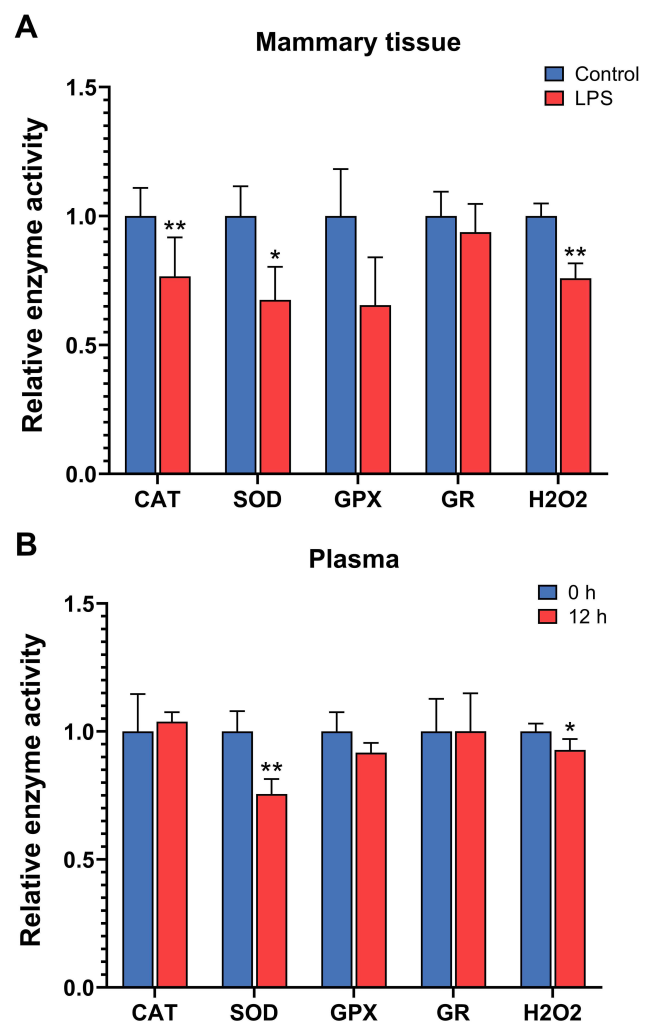 A
Mammary tissue
Control
LPS
Relative enzyme activity
1.5
1.0
0.5
0.0
**
*
**
CAT SOD GPX GR H2O2
B
Plasma
0 h
12 h
Relative enzyme activity
1.5
1.0
0.5
0.0
**
*
CAT SOD GPX GR H2O2